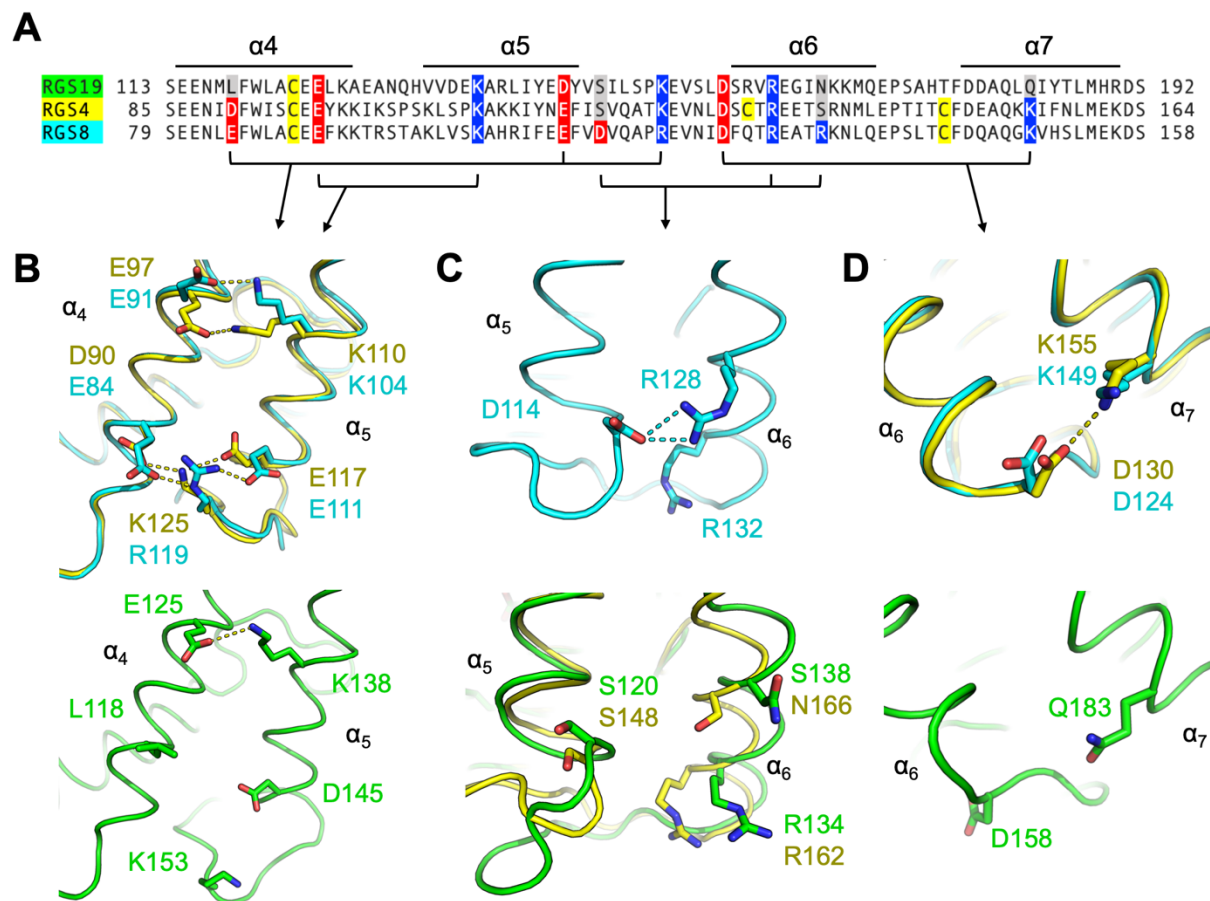 A
α4 α5 α6 α7
RGS19 113 SEENMLFWLACEELKAEANQHVVDEKARLIYEDYVSILSPKEVSLDSRVREGINKKMQEPSAHTFDDAQLQIYTLMHRDS 192
RGS4 85 SEENIDFWISCEEYKKIKSPSKLSPKAKKIYNEFISVQATKEVNLDSCTREETSRNMLEPTITCFDEAQKKIFNLMEKDS 164
RGS8 79 SEENLEFWLACEEFKKTRSTAKLVSKAHRIFEEFVDVQAPREVNIDFQTREATRKNLQEPSLTCFDQAQGKVHSLMEKDS 158
B
E97
E91
α4
D90
E84
K110
K104
α5
E117
E111
K125
R119
E125
α4
K138
L118
α5
D145
K153
C
α5
R128
D114
α6
R132
α5
S120
S148
S138
N166
α6
R134
R162
D
K155
K149
α7
α6
D130
D124
Q183
α7
α6
D158